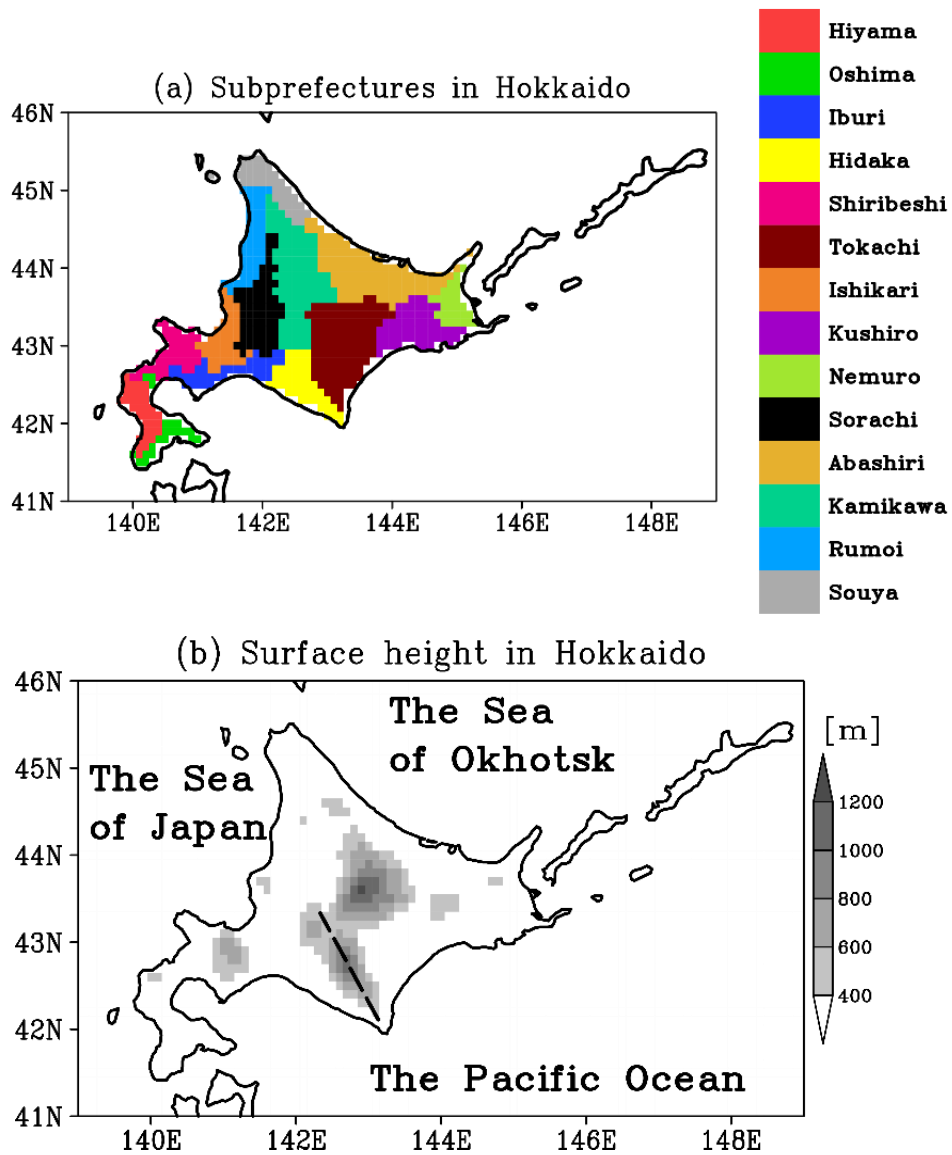 (a) Subprefectures in Hokkaido
46N
45N
44N
43N
42N
41N
140E 142E 144E 146E 148E
Hiyama
Oshima
Iburi
Hidaka
Shiribeshi
Tokachi
Ishikari
Kushiro
Nemuro
Sorachi
Abashiri
Kamikawa
Rumoi
Souya
(b) Surface height in Hokkaido
46N
45N
44N
43N
42N
41N
140E 142E 144E 146E 148E
The Sea
of Okhotsk
The Sea
of Japan
The Pacific Ocean
[m]
1200
1000
800
600
400